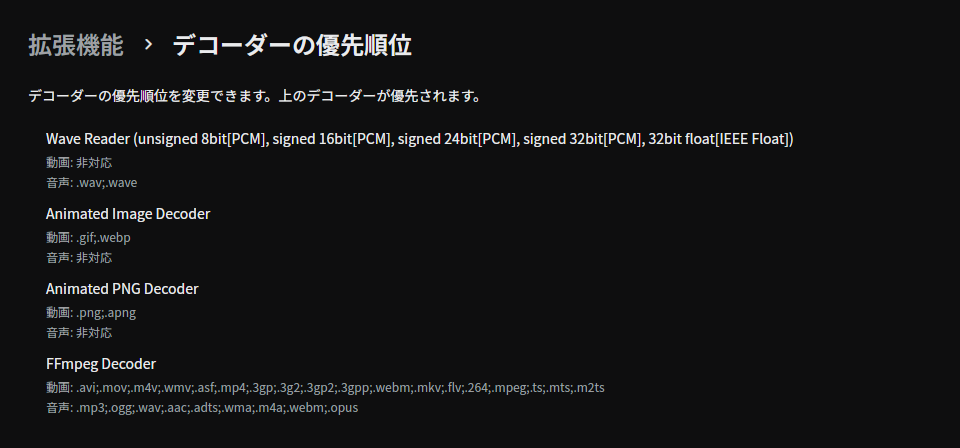 拡張機能 > デコーダーの優先順位
デコーダーの優先順位を変更できます。上のデコーダーが優先されます。
Wave Reader (unsigned 8bit[PCM], signed 16bit[PCM], signed 24bit[PCM], signed 32bit[PCM], 32bit float[IEEE Float])
動画: 非対応
音声: .wav;.wave
Animated Image Decoder
動画: .gif;.webp
音声: 非対応
Animated PNG Decoder
動画: .png;.apng
音声: 非対応
FFmpeg Decoder
動画: .avi;.mov;.m4v;.wmv;.asf;.mp4;.3gp;.3g2;.3gp2;.3gpp;.webm;.mkv;.flv;.264;.mpeg;.ts;.mts;.m2ts
音声: .mp3;.ogg;.wav;.aac;.adts;.wma;.m4a;.webm;.opus